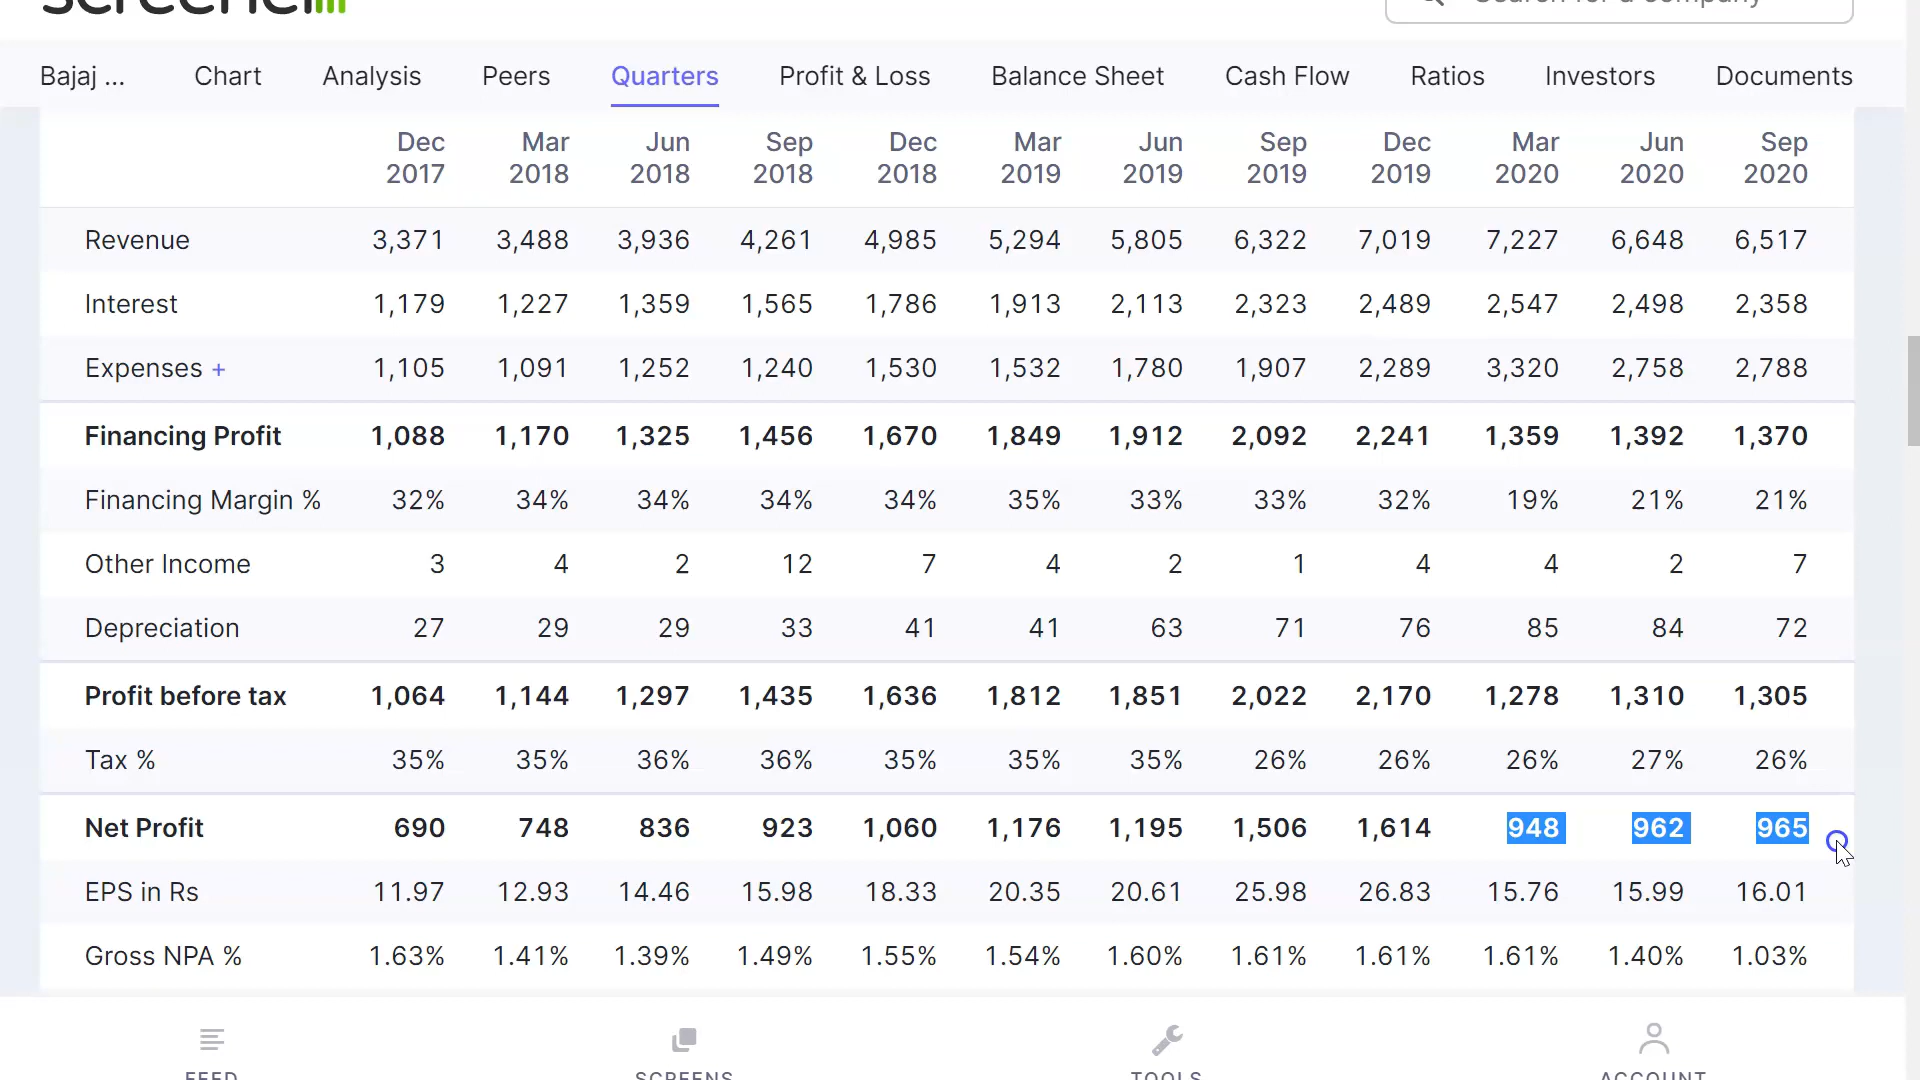 screener
Search for a company
Bajaj ... Chart Analysis Peers Quarters Profit & Loss Balance Sheet Cash Flow Ratios Investors Documents
Dec Mar Jun Sep Dec Mar Jun Sep Dec Mar Jun Sep
2017 2018 2018 2018 2018 2019 2019 2019 2019 2020 2020 2020
Revenue 3,371 3,488 3,936 4,261 4,985 5,294 5,805 6,322 7,019 7,227 6,648 6,517
Interest 1,179 1,227 1,359 1,565 1,786 1,913 2,113 2,323 2,489 2,547 2,498 2,358
Expenses + 1,105 1,091 1,252 1,240 1,530 1,532 1,780 1,907 2,289 3,320 2,758 2,788
Financing Profit 1,088 1,170 1,325 1,456 1,670 1,849 1,912 2,092 2,241 1,359 1,392 1,370
Financing Margin % 32% 34% 34% 34% 34% 35% 33% 33% 32% 19% 21% 21%
Other Income 3 4 2 12 7 4 2 1 4 4 2 7
Depreciation 27 29 29 33 41 41 63 71 76 85 84 72
Profit before tax 1,064 1,144 1,297 1,435 1,636 1,812 1,851 2,022 2,170 1,278 1,310 1,305
Tax % 35% 35% 36% 36% 35% 35% 35% 26% 26% 26% 27% 26%
Net Profit 690 748 836 923 1,060 1,176 1,195 1,506 1,614 948 962 965
EPS in Rs 11.97 12.93 14.46 15.98 18.33 20.35 20.61 25.98 26.83 15.76 15.99 16.01
Gross NPA % 1.63% 1.41% 1.39% 1.49% 1.55% 1.54% 1.60% 1.61% 1.61% 1.61% 1.40% 1.03%
FEED SCREENS TOOLS ACCOUNT